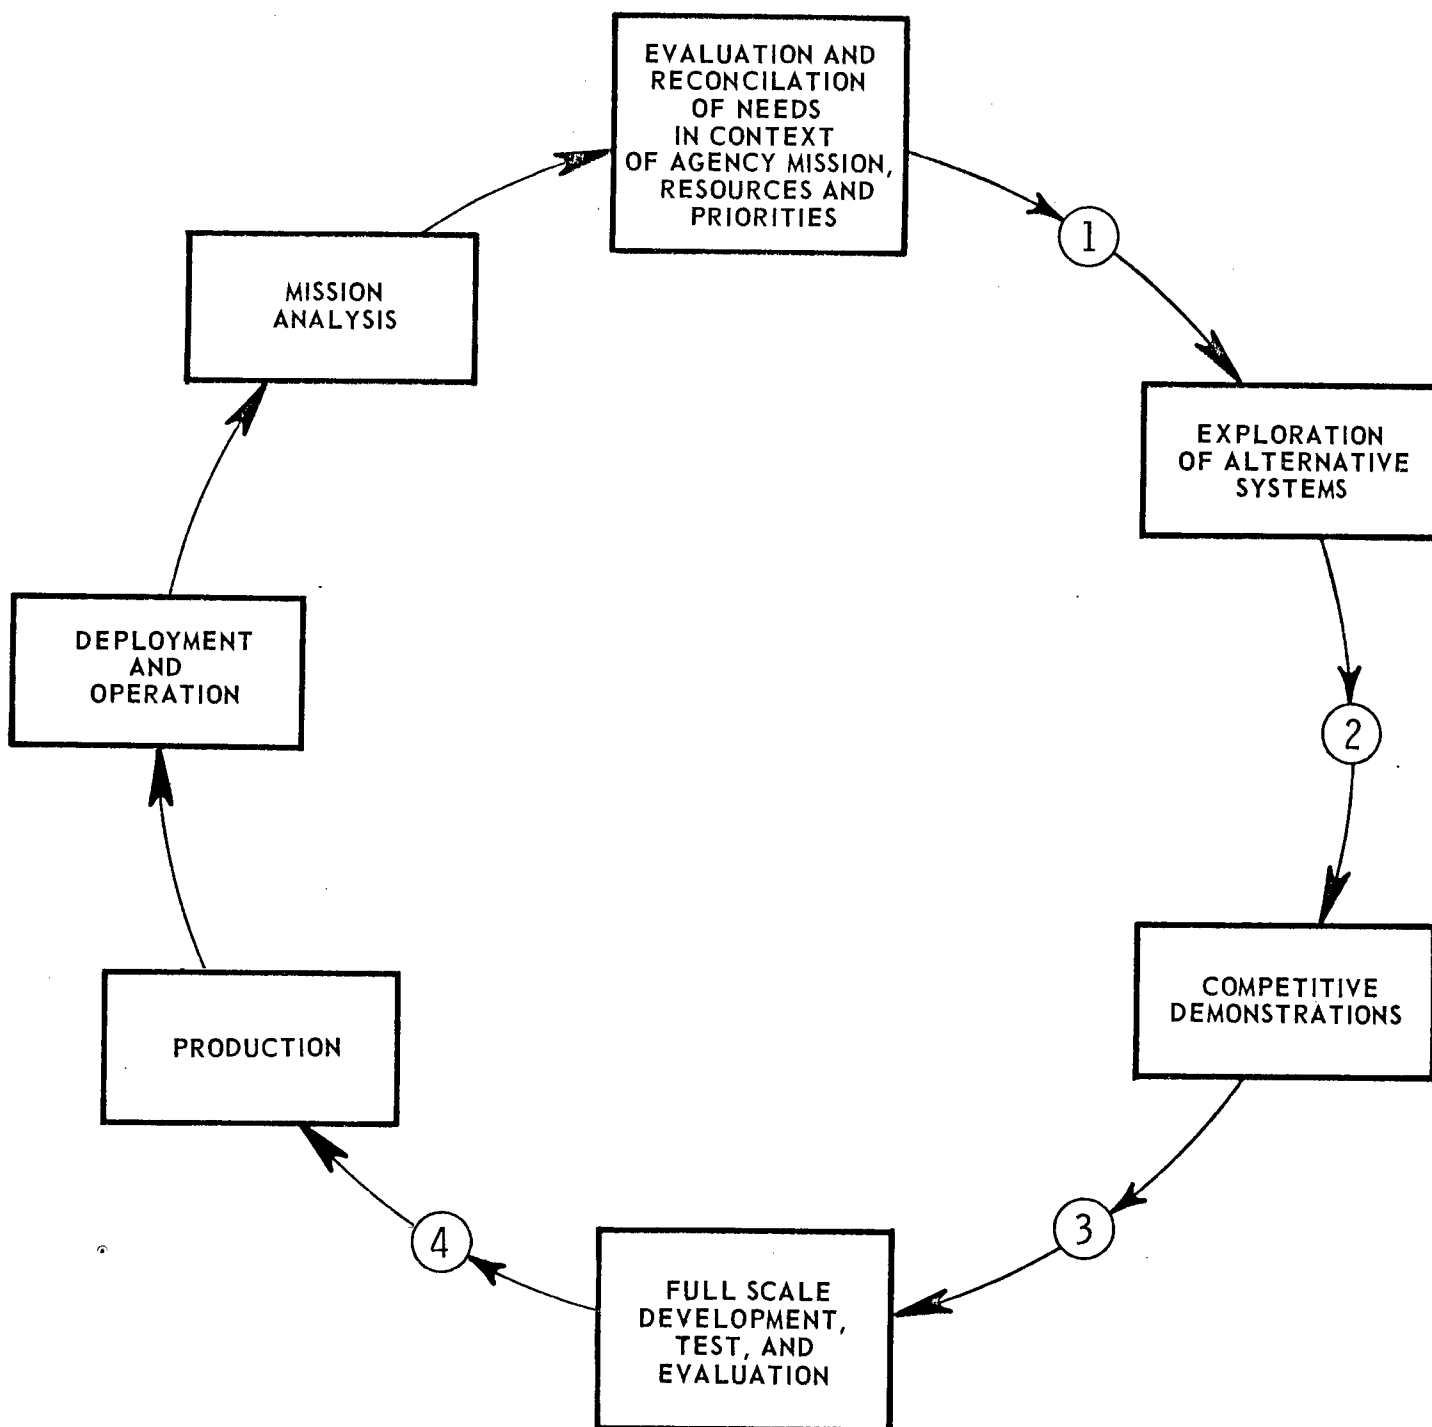 EVALUATION AND
RECONCILATION
OF NEEDS
IN CONTEXT
OF AGENCY MISSION,
RESOURCES AND
PRIORITIES
1
MISSION
ANALYSIS
EXPLORATION
OF ALTERNATIVE
SYSTEMS
DEPLOYMENT
AND
OPERATION
2
COMPETITIVE
DEMONSTRATIONS
PRODUCTION
3
4
FULL SCALE
DEVELOPMENT,
TEST, AND
EVALUATION